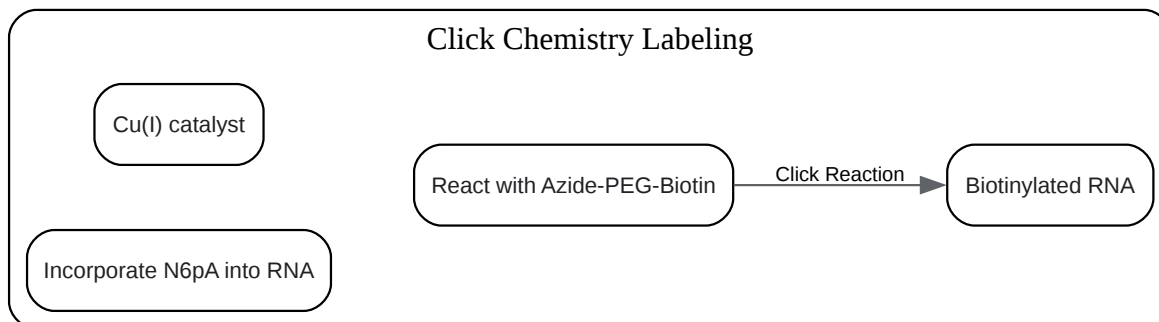 Click Chemistry Labeling
Cu(I) catalyst
React with Azide-PEG-Biotin
Click Reaction
Biotinylated RNA
Incorporate N6pA into RNA